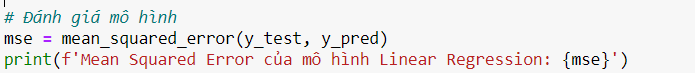 # Đánh giá mô hình
mse = mean_squared_error(y_test, y_pred)
print(f'Mean Squared Error của mô hình Linear Regression: {mse}')